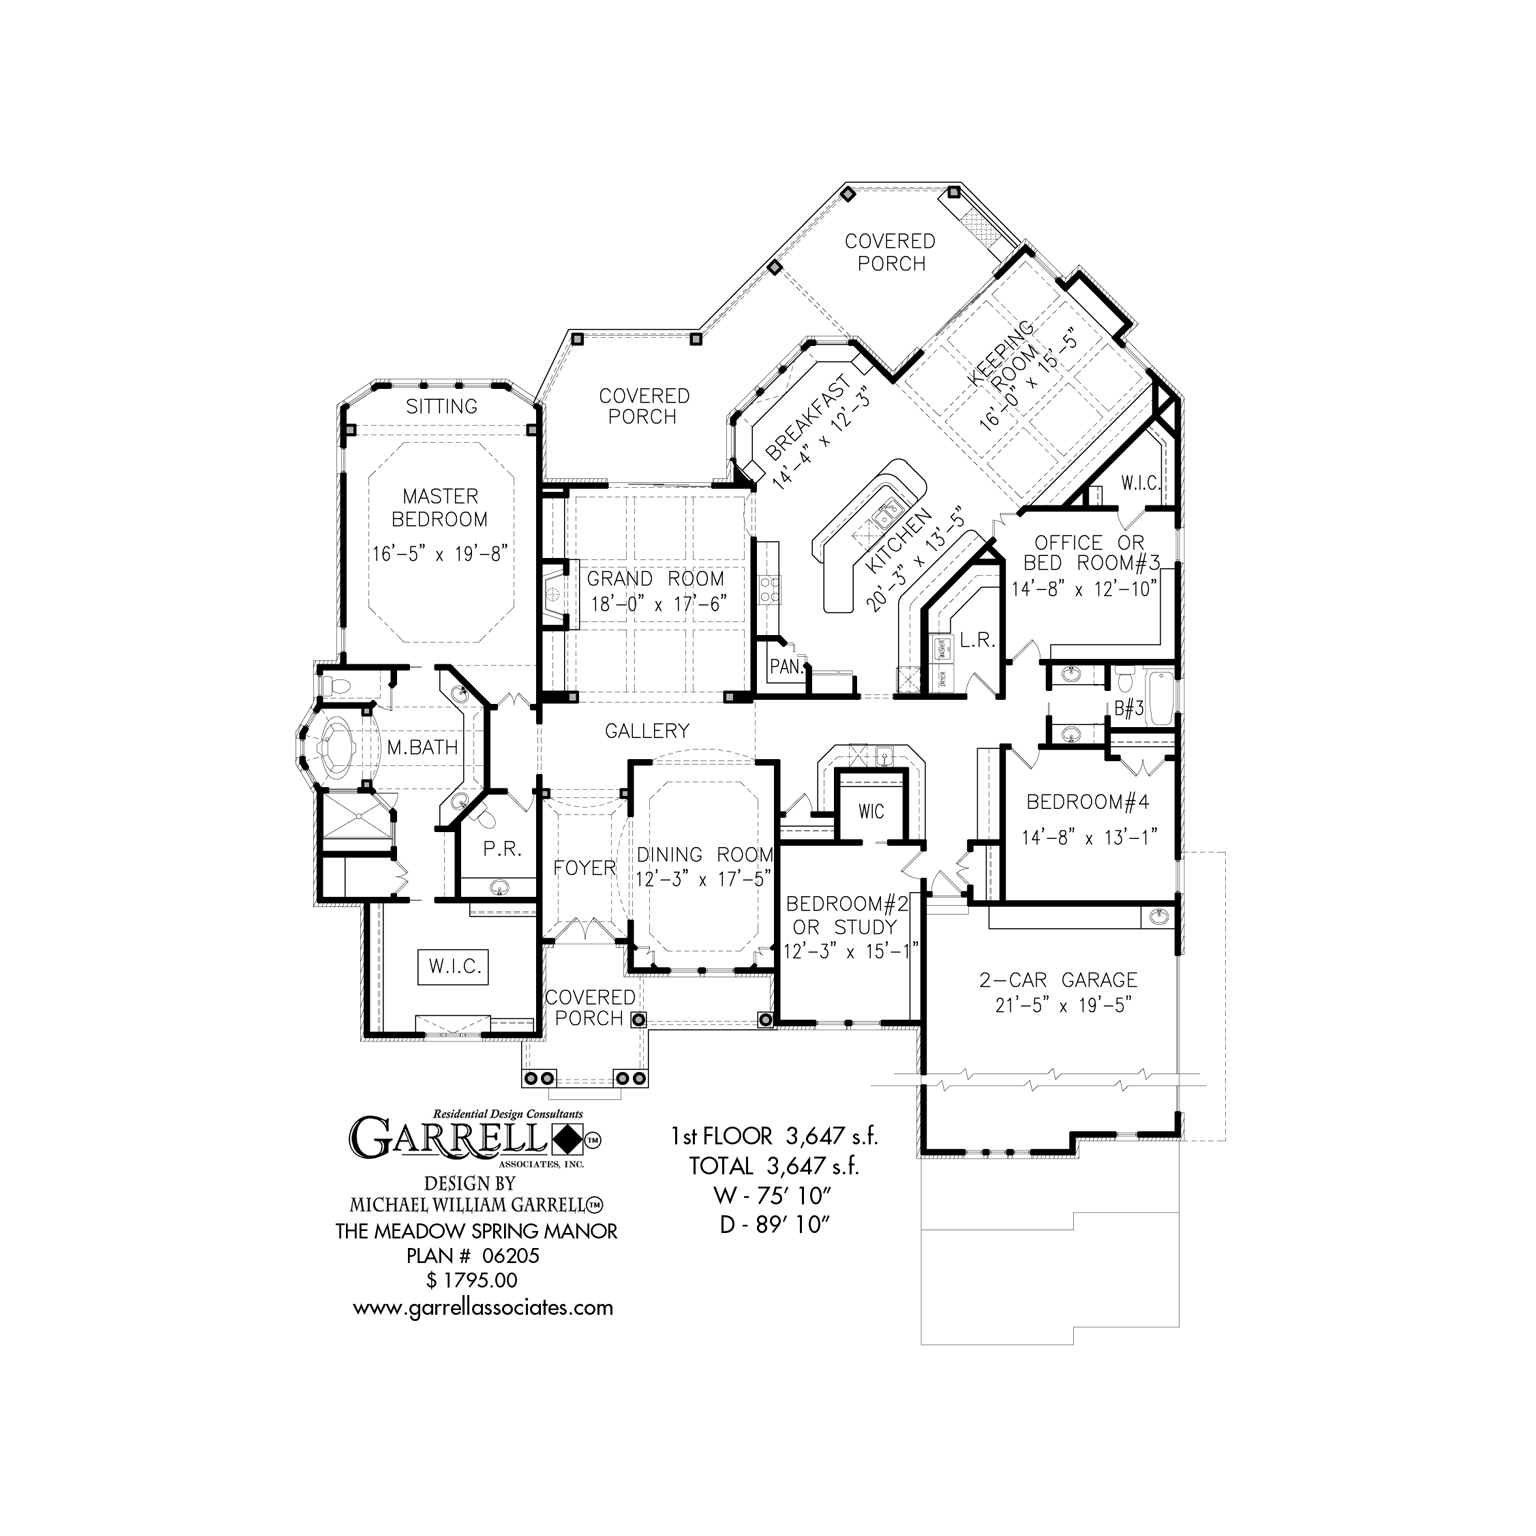 COVERED
PORCH
KEEPING
ROOM
16'-0" x 15'-5"
COVERED
PORCH
SITTING
BREAKFAST
14'-4" x 12'-3"
MASTER
BEDROOM
16'-5" x 19'-8"
W.I.C.
KITCHEN
20'-3" x 13'-5"
OFFICE OR
BED ROOM#3
14'-8" x 12'-10"
GRAND ROOM
18'-0" x 17'-6"
L.R.
PAN.
WASHER
DRYER
B#3
GALLERY
M.BATH
WIC
BEDROOM#4
14'-8" x 13'-1"
P.R.
FOYER
DINING ROOM
12'-3" x 17'-5"
BEDROOM#2
OR STUDY
12'-3" x 15'-1"
W.I.C.
2-CAR GARAGE
21'-5" x 19'-5"
COVERED
PORCH
Residential Design Consultants
GARRELL TM
ASSOCIATES, INC.
DESIGN BY
MICHAEL WILLIAM GARRELL TM
THE MEADOW SPRING MANOR
PLAN # 06205
$ 1795.00
www.garrellassociates.com
1st FLOOR 3,647 s.f.
TOTAL 3,647 s.f.
W - 75' 10"
D - 89' 10"